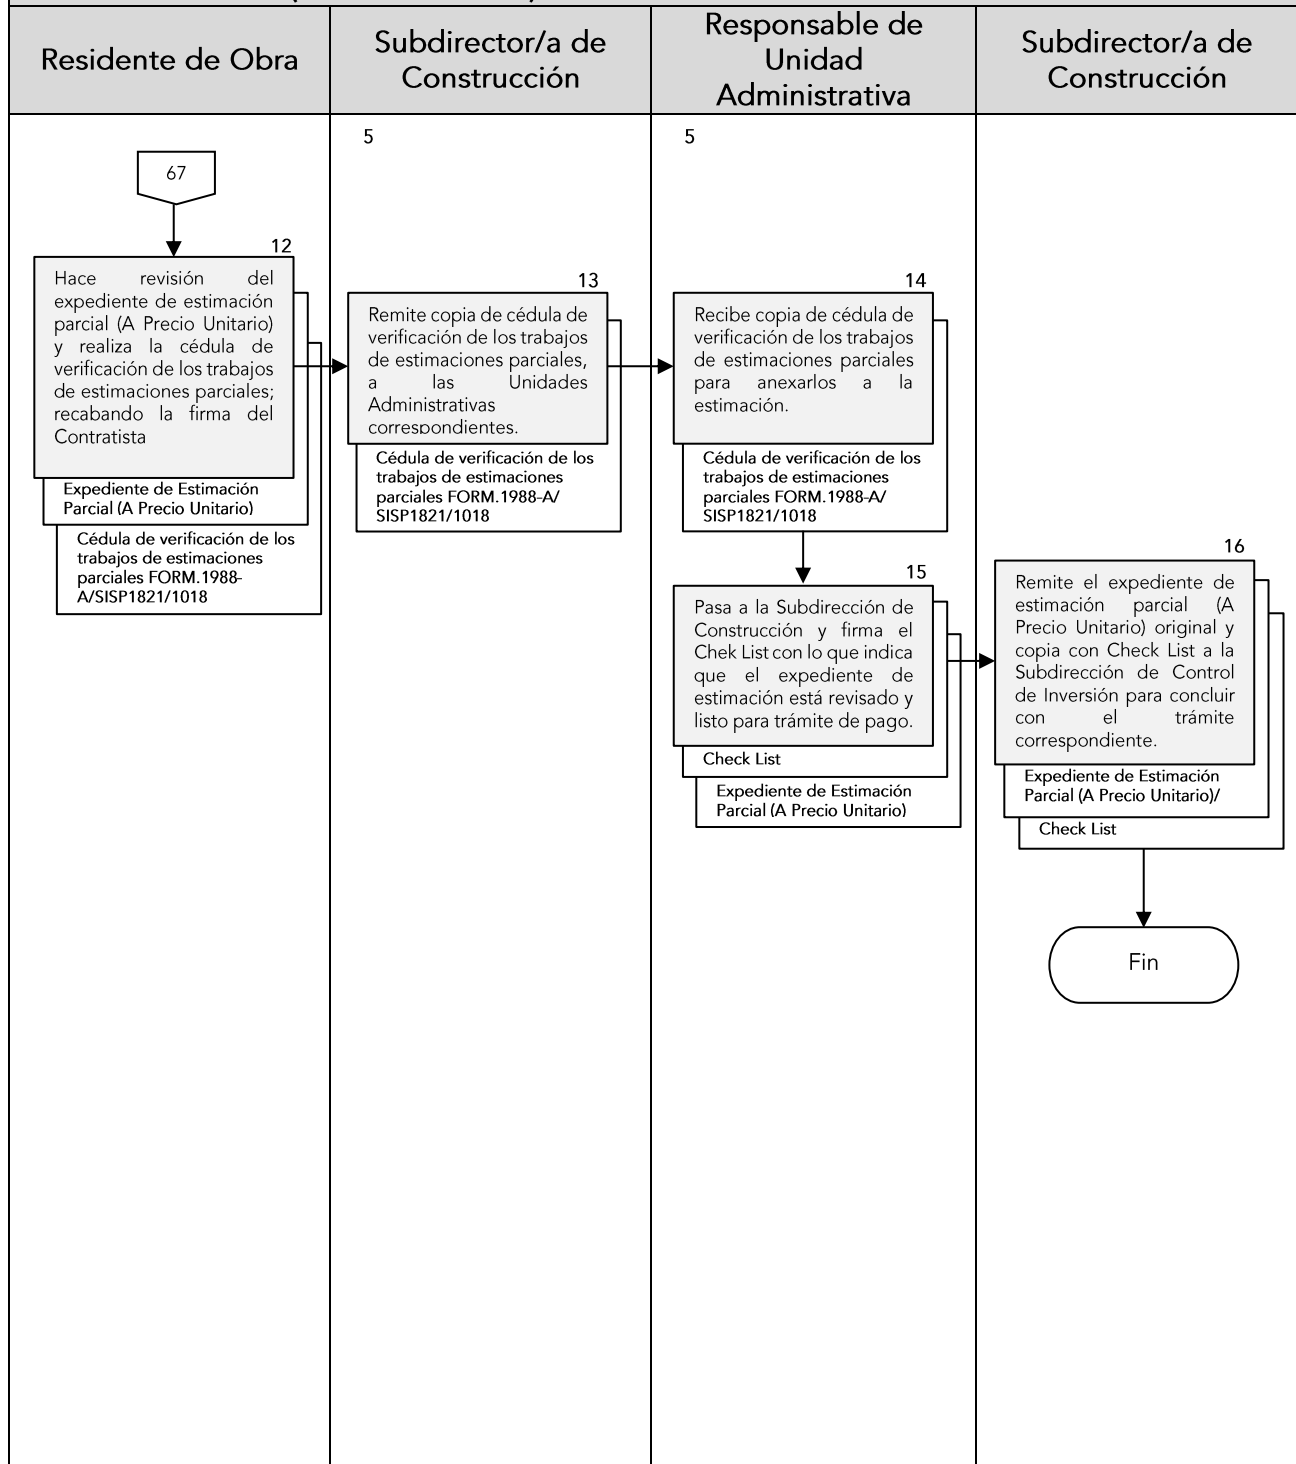 Residente de Obra
Subdirector/a de
Construcción
Responsable de
Unidad
Administrativa
Subdirector/a de
Construcción
67
12
Hace revisión del
expediente de estimación
parcial (A Precio Unitario)
y realiza la cédula de
verificación de los trabajos
de estimaciones parciales;
recabando la firma del
Contratista
Expediente de Estimación
Parcial (A Precio Unitario)
Cédula de verificación de los
trabajos de estimaciones
parciales FORM.1988-
A/SISP1821/1018
5
13
Remite copia de cédula de
verificación de los trabajos
de estimaciones parciales,
a las Unidades
Administrativas
correspondientes.
Cédula de verificación de los
trabajos de estimaciones
parciales FORM.1988-A/
SISP1821/1018
5
14
Recibe copia de cédula de
verificación de los trabajos
de estimaciones parciales
para anexarlos a la
estimación.
Cédula de verificación de los
trabajos de estimaciones
parciales FORM.1988-A/
SISP1821/1018
15
Pasa a la Subdirección de
Construcción y firma el
Chek List con lo que indica
que el expediente de
estimación está revisado y
listo para trámite de pago.
Check List
Expediente de Estimación
Parcial (A Precio Unitario)
16
Remite el expediente de
estimación parcial (A
Precio Unitario) original y
copia con Check List a la
Subdirección de Control
de Inversión para concluir
con el trámite
correspondiente.
Expediente de Estimación
Parcial (A Precio Unitario)/
Check List
Fin